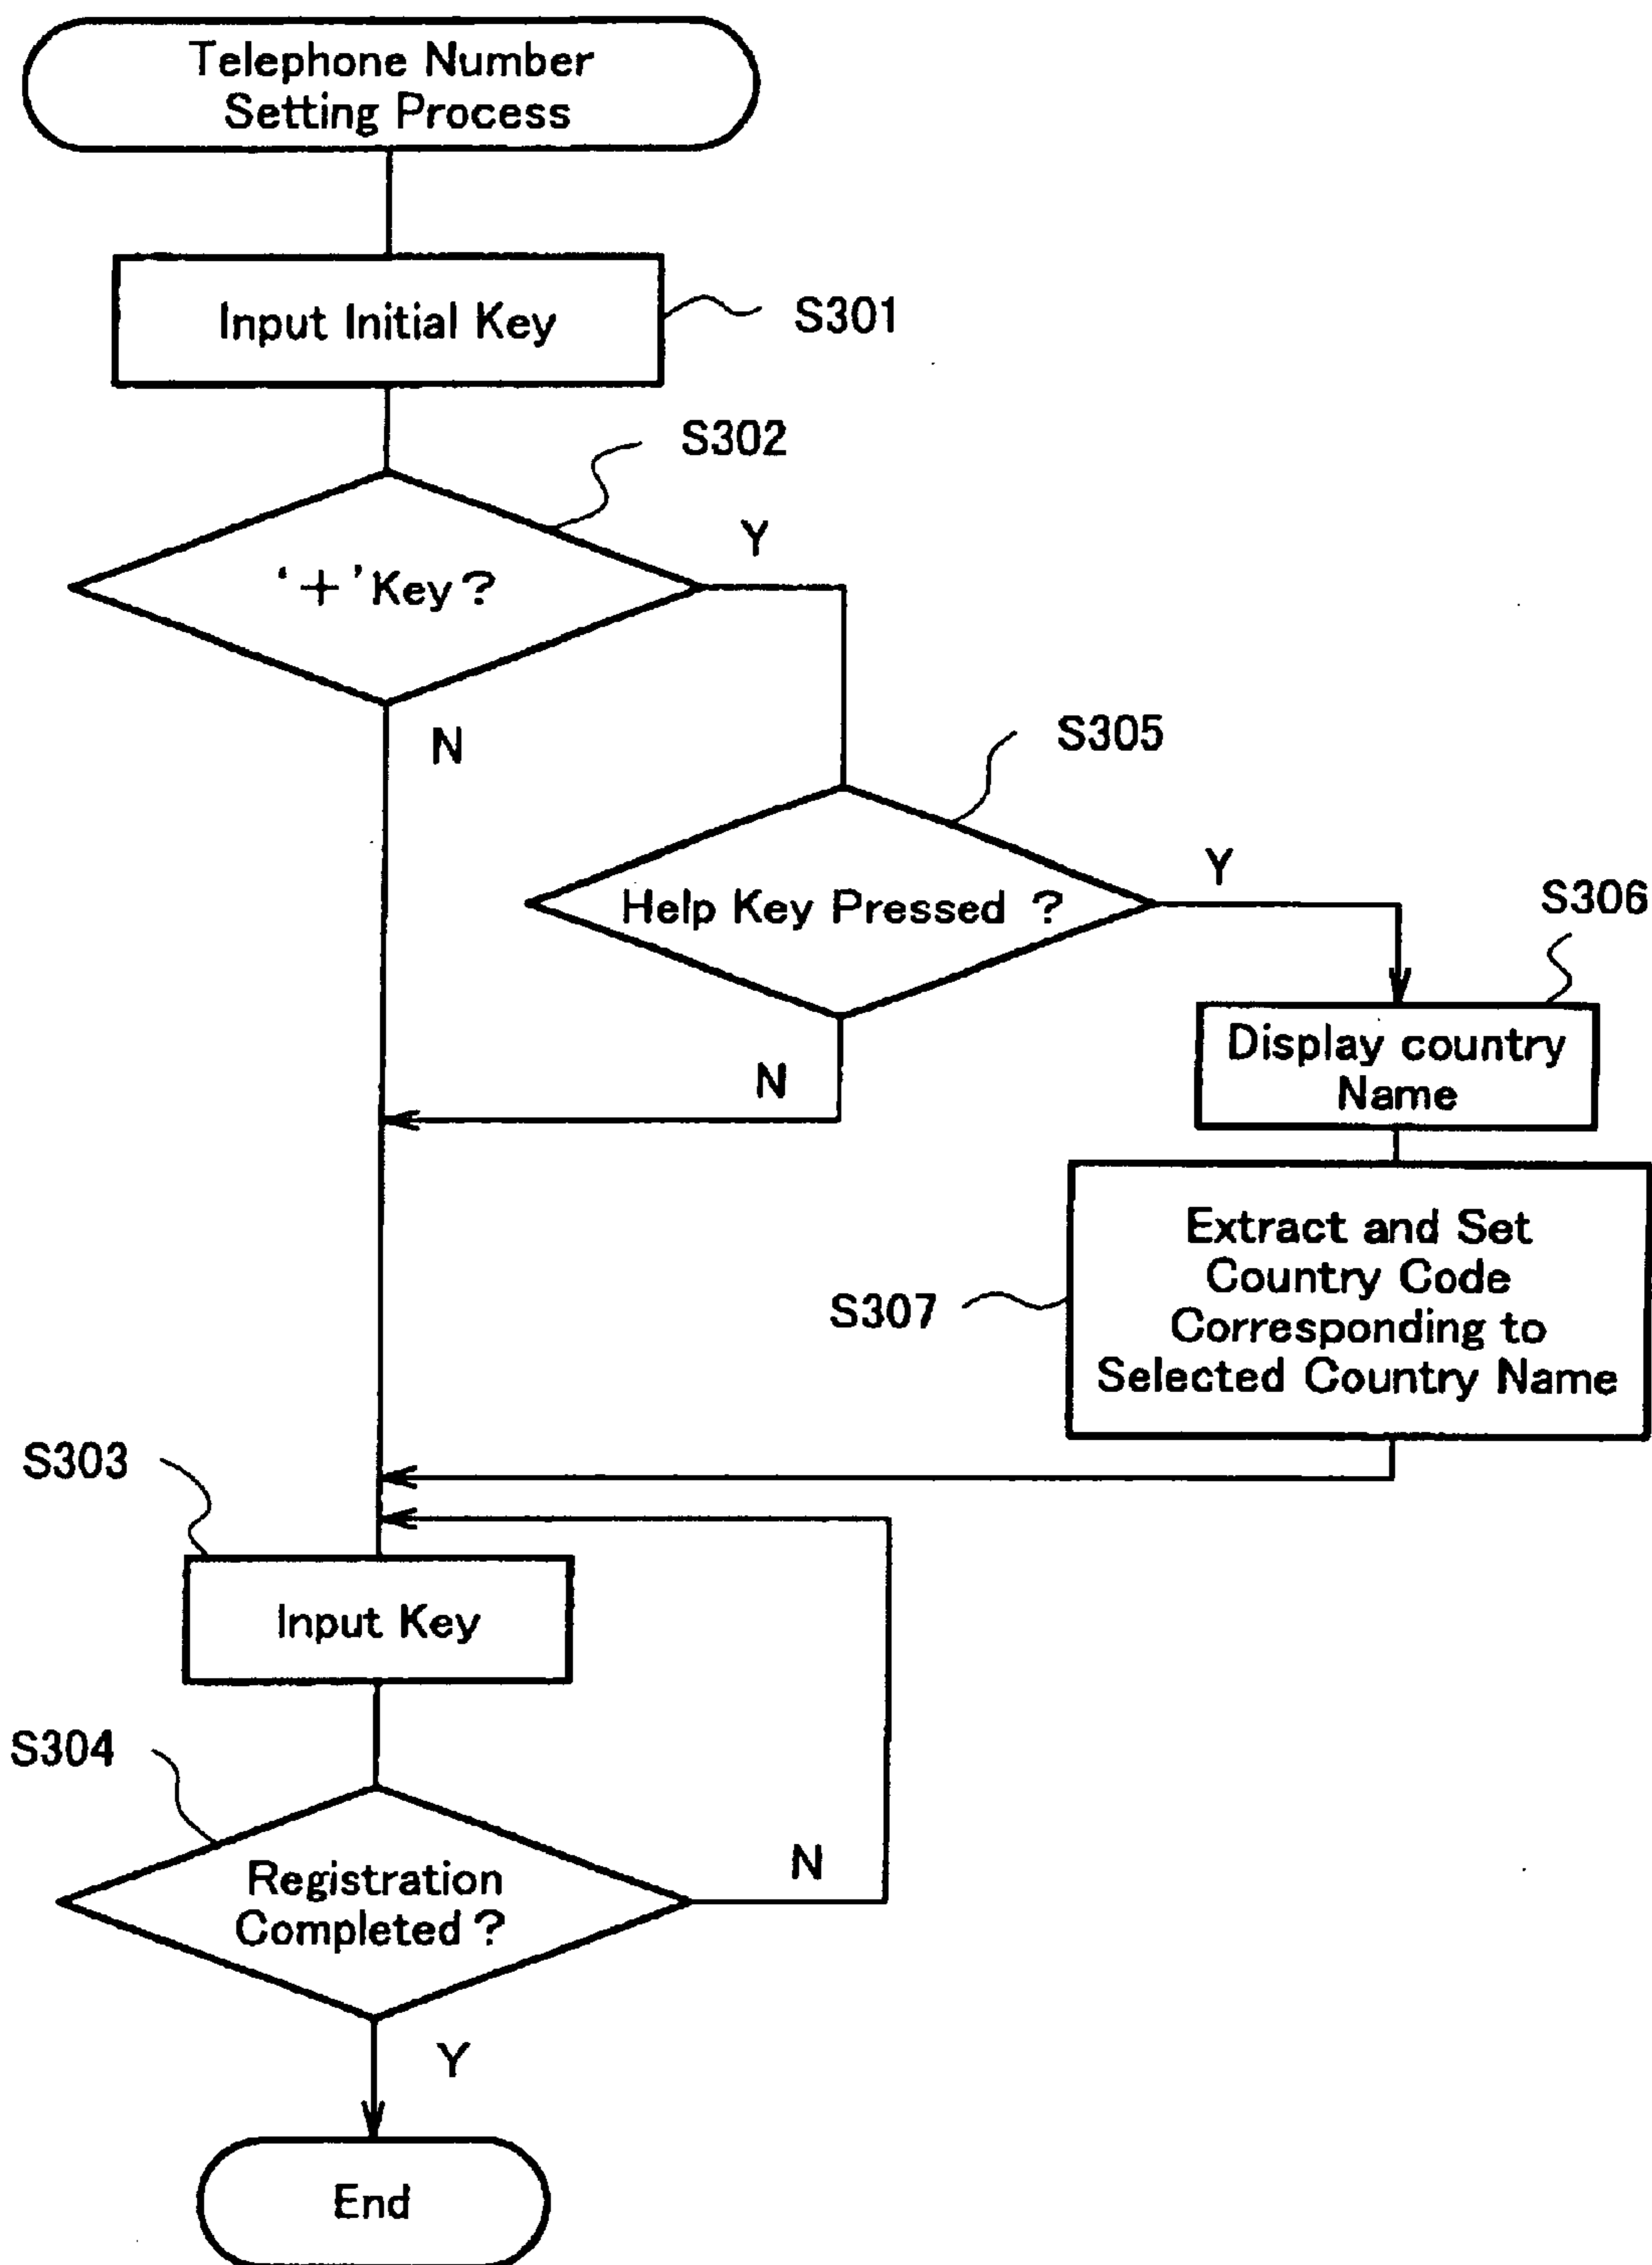 Telephone Number
Setting Process
Input Initial Key
S301
S302
‘+’Key?
Y
N
S305
Help Key Pressed ?
Y
N
S306
Display country
Name
Extract and Set
Country Code
Corresponding to
Selected Country Name
S307
S303
Input Key
S304
Registration
Completed?
N
Y
End